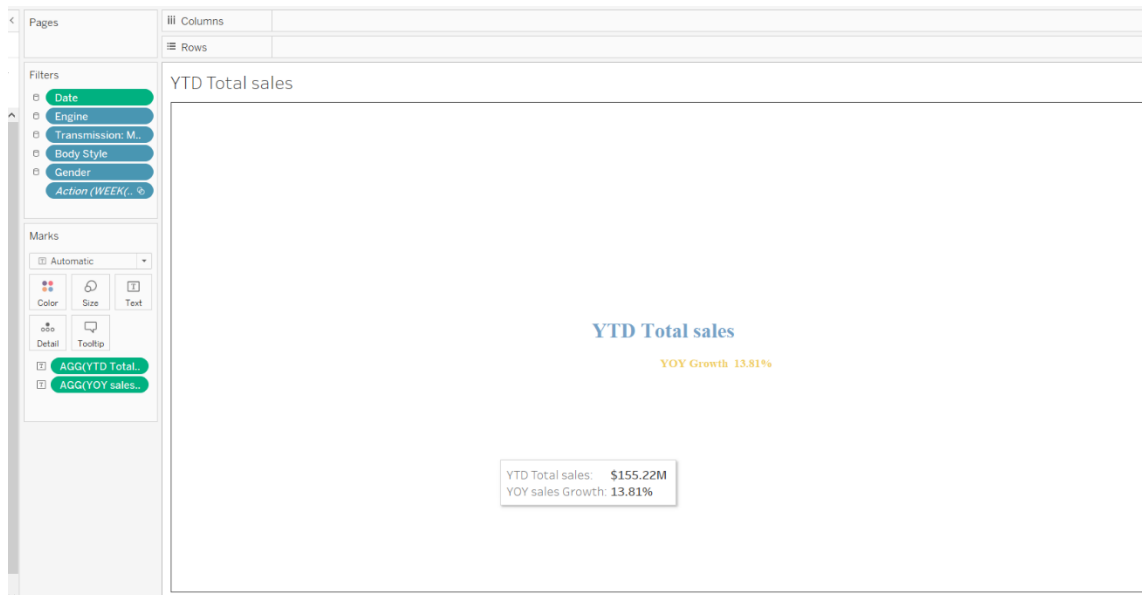 Pages
Columns
Rows
Filters
Date
Engine
Transmission: M..
Body Style
Gender
Action (WEEK(..
Marks
Automatic
Color Size Text
Detail Tooltip
AGG(YTD Total..
AGG(YOY sales..
YTD Total sales
YTD Total sales
YOY Growth 13.81%
YTD Total sales: $155.22M
YOY sales Growth: 13.81%